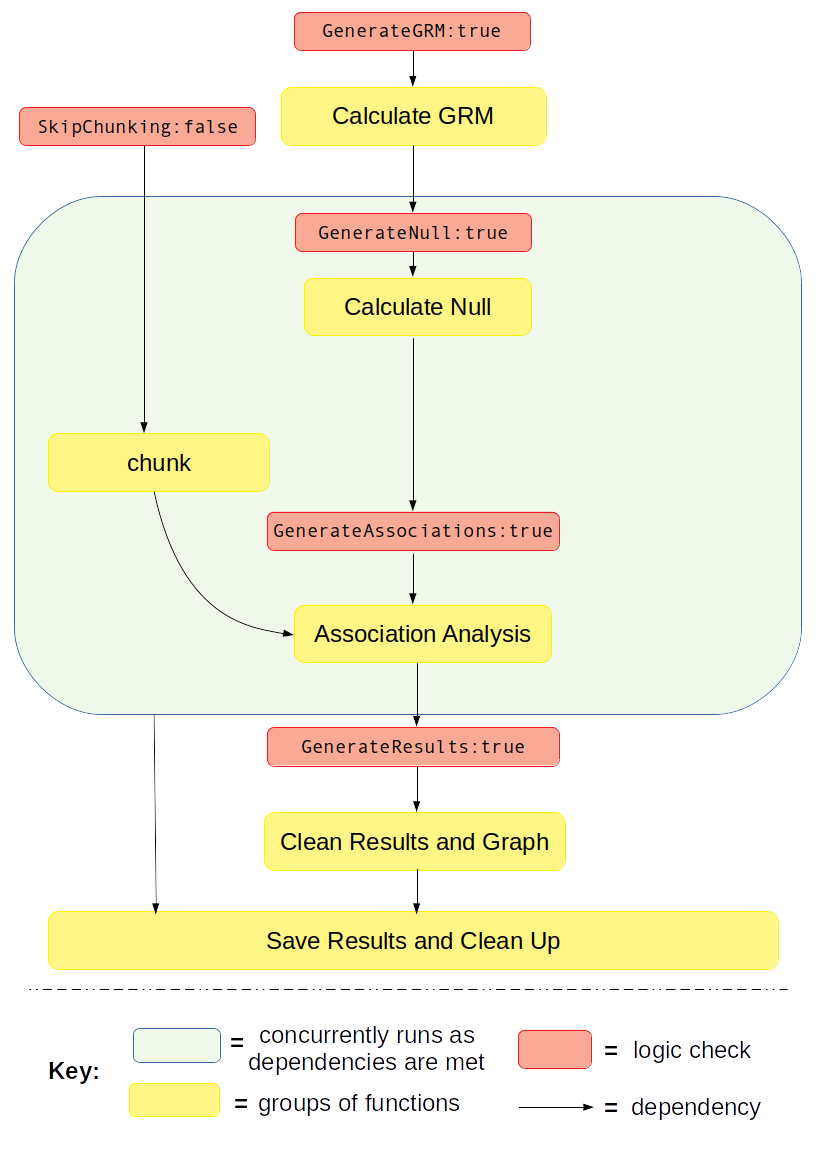 GenerateGRM:true
Calculate GRM
SkipChunking:false
GenerateNull:true
Calculate Null
chunk
GenerateAssociations:true
Association Analysis
GenerateResults:true
Clean Results and Graph
Save Results and Clean Up
Key:
= concurrently runs as
dependencies are met
= logic check
= groups of functions
= dependency